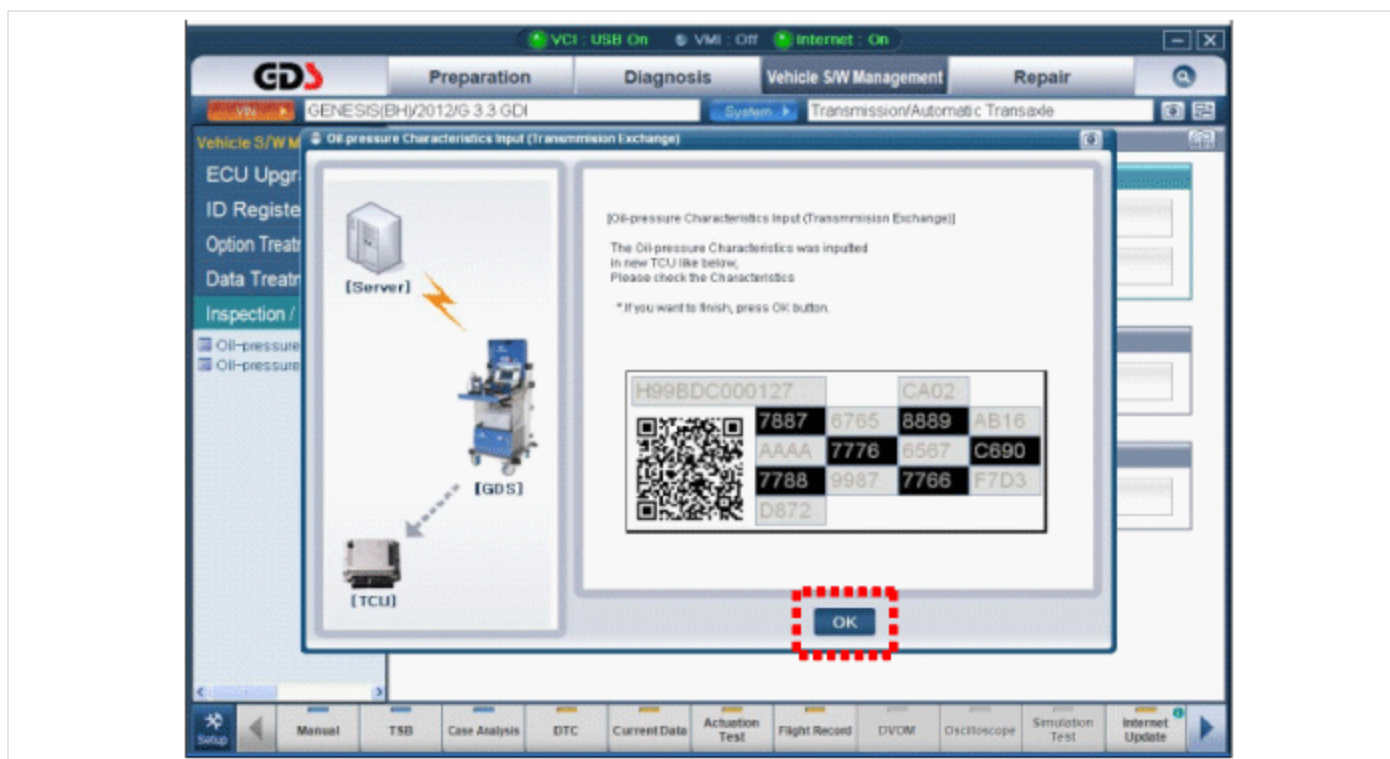 VCI : USB On VMI : Off Internet : On
GDS Preparation Diagnosis Vehicle S/W Management Repair
VIN GENESIS(BH)/2012/G 3.3 GDI System Transmission/Automatic Transaxle
Vehicle S/W M
Oil-pressure Characteristics Input (Transmmision Exchange)
ECU Upgr
ID Registe
Option Treatr
Data Treatr
Inspection /
Oil-pressure
Oil-pressure
[Server]
[GDS]
[TCU]
[Oil-pressure Characteristics Input (Transmmision Exchange)]
The Oil-pressure Characteristics was inputted
in new TCU like below,
Please check the Characteristics
*.If you want to finish, press OK button.
H99BDC000127 CA02
7887 6765 8889 AB16
AAAA 7776 6567 C690
7788 9987 7766 F7D3
D872
OK
Setup Manual TSB Case Analysis DTC Current Data Actuation Test Flight Record DVOM Oscilloscope Simulation Test Internet Update